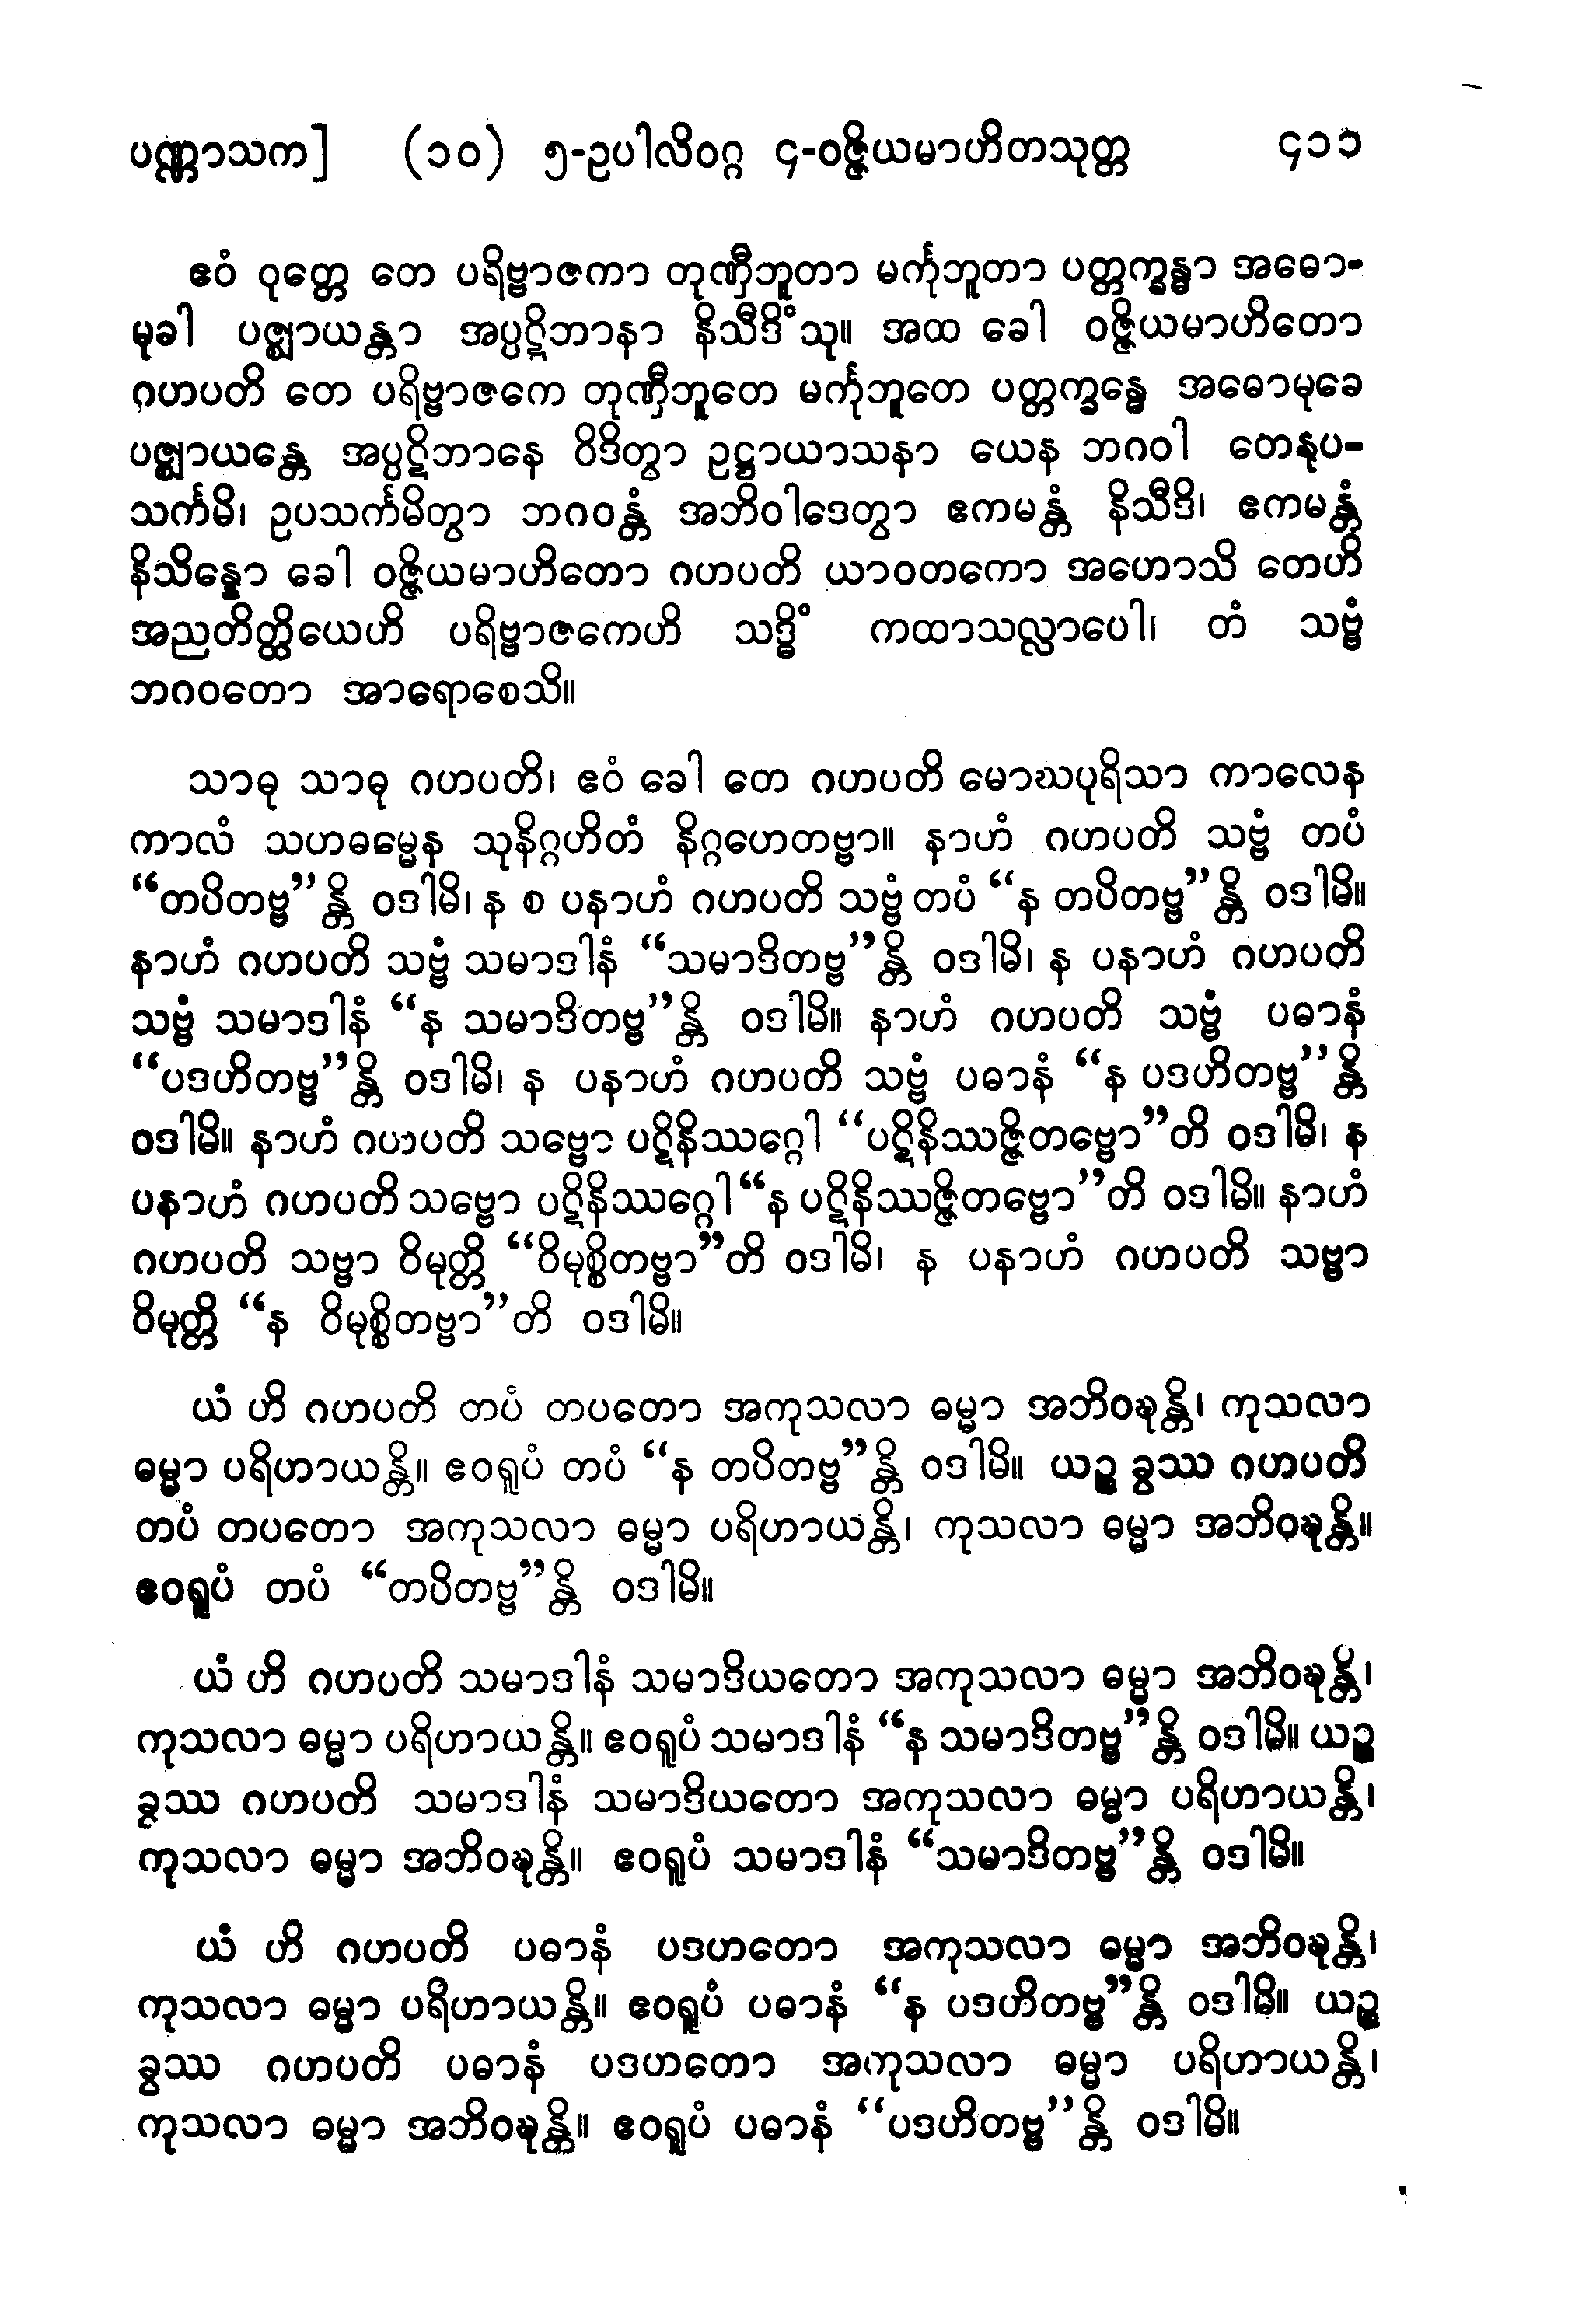 ပဏ္ဏာသက] (၁၀) ၅-ဥပါလိဝဂ္ဂ ၄-ဝဇ္ဇိယမာဟိတသုတ္တ ၄၁၁
ဧဝံ ဝုတ္တေ တေ ပရိဗ္ဗာဇကာ တုဏှီဘူတာ မင်္ကုဘူတာ ပတ္တက္ခန္ဓာ အဓော-
မုခါ ပဇ္ဈာယန္တာ အပ္ပဋိဘာနာ နိသီဒိံသု။ အထ ခေါ ဝဇ္ဇိယမာဟိတော
ဂဟပတိ တေ ပရိဗ္ဗာဇကေ တုဏှီဘူတေ မင်္ကုဘူတေ ပတ္တက္ခန္ဓေ အဓောမုခေ
ပဇ္ဈာယန္တေ အပ္ပဋိဘာနေ ဝိဒိတွာ ဥဋ္ဌာယာသနာ ယေန ဘဂဝါ တေနုပ-
သင်္ကမိ၊ ဥပသင်္ကမိတွာ ဘဂဝန္တံ အဘိဝါဒေတွာ ဧကမန္တံ နိသီဒိ၊ ဧကမန္တံ
နိသိန္နော ခေါ ဝဇ္ဇိယမာဟိတော ဂဟပတိ ယာဝတကော အဟောသိ တေဟိ
အညတိတ္ထိယေဟိ ပရိဗ္ဗာဇကေဟိ သဒ္ဓိံ ကထာသလ္လာပေါ၊ တံ သဗ္ဗံ
ဘဂဝတော အာရောစေသိ။
သာဓု သာဓု ဂဟပတိ၊ ဧဝံ ခေါ တေ ဂဟပတိ မောဃပုရိသာ ကာလေန
ကာလံ သဟဓမ္မေန သုနိဂ္ဂဟိတံ နိဂ္ဂဟေတဗ္ဗာ။ နာဟံ ဂဟပတိ သဗ္ဗံ တပံ
“တပိတဗ္ဗ”န္တိ ဝဒါမိ၊ န စ ပနာဟံ ဂဟပတိ သဗ္ဗံ တပံ “န တပိတဗ္ဗ”န္တိ ဝဒါမိ။
နာဟံ ဂဟပတိ သဗ္ဗံ သမာဒါနံ “သမာဒိတဗ္ဗ”န္တိ ဝဒါမိ၊ န ပနာဟံ ဂဟပတိ
သဗ္ဗံ သမာဒါနံ “န သမာဒိတဗ္ဗ”န္တိ ဝဒါမိ။ နာဟံ ဂဟပတိ သဗ္ဗံ ပဓာနံ
“ပဒဟိတဗ္ဗ”န္တိ ဝဒါမိ၊ န ပနာဟံ ဂဟပတိ သဗ္ဗံ ပဓာနံ “န ပဒဟိတဗ္ဗ”န္တိ
ဝဒါမိ။ နာဟံ ဂဟပတိ သဗ္ဗော ပဋိနိဿဂ္ဂေါ “ပဋိနိဿဇ္ဇိတဗ္ဗော”တိ ဝဒါမိ၊ န
ပနာဟံ ဂဟပတိ သဗ္ဗော ပဋိနိဿဂ္ဂေါ “န ပဋိနိဿဇ္ဇိတဗ္ဗော”တိ ဝဒါမိ။ နာဟံ
ဂဟပတိ သဗ္ဗာ ဝိမုတ္တိ “ဝိမုစ္စိတဗ္ဗာ”တိ ဝဒါမိ၊ န ပနာဟံ ဂဟပတိ သဗ္ဗာ
ဝိမုတ္တိ “န ဝိမုစ္စိတဗ္ဗာ”တိ ဝဒါမိ။
ယံ ဟိ ဂဟပတိ တပံ တပတော အကုသလာ ဓမ္မာ အဘိဝဍ္ဎန္တိ၊ ကုသလာ
ဓမ္မာ ပရိဟာယန္တိ။ ဧဝရူပံ တပံ “န တပိတဗ္ဗ”န္တိ ဝဒါမိ။ ယဉ္စ ခွဿ ဂဟပတိ
တပံ တပတော အကုသလာ ဓမ္မာ ပရိဟာယန္တိ၊ ကုသလာ ဓမ္မာ အဘိဝဍ္ဎန္တိ။
ဧဝရူပံ တပံ “တပိတဗ္ဗ”န္တိ ဝဒါမိ။
ယံ ဟိ ဂဟပတိ သမာဒါနံ သမာဒိယတော အကုသလာ ဓမ္မာ အဘိဝဍ္ဎန္တိ၊
ကုသလာ ဓမ္မာ ပရိဟာယန္တိ။ ဧဝရူပံ သမာဒါနံ “န သမာဒိတဗ္ဗ”န္တိ ဝဒါမိ။ ယဉ္စ
ခွဿ ဂဟပတိ သမာဒါနံ သမာဒိယတော အကုသလာ ဓမ္မာ ပရိဟာယန္တိ၊
ကုသလာ ဓမ္မာ အဘိဝဍ္ဎန္တိ။ ဧဝရူပံ သမာဒါနံ “သမာဒိတဗ္ဗ”န္တိ ဝဒါမိ။
ယံ ဟိ ဂဟပတိ ပဓာနံ ပဒဟတော အကုသလာ ဓမ္မာ အဘိဝဍ္ဎန္တိ၊
ကုသလာ ဓမ္မာ ပရိဟာယန္တိ။ ဧဝရူပံ ပဓာနံ “န ပဒဟိတဗ္ဗ”န္တိ ဝဒါမိ။ ယဉ္စ
ခွဿ ဂဟပတိ ပဓာနံ ပဒဟတော အကုသလာ ဓမ္မာ ပရိဟာယန္တိ၊
ကုသလာ ဓမ္မာ အဘိဝဍ္ဎန္တိ။ ဧဝရူပံ ပဓာနံ “ပဒဟိတဗ္ဗ”န္တိ ဝဒါမိ။